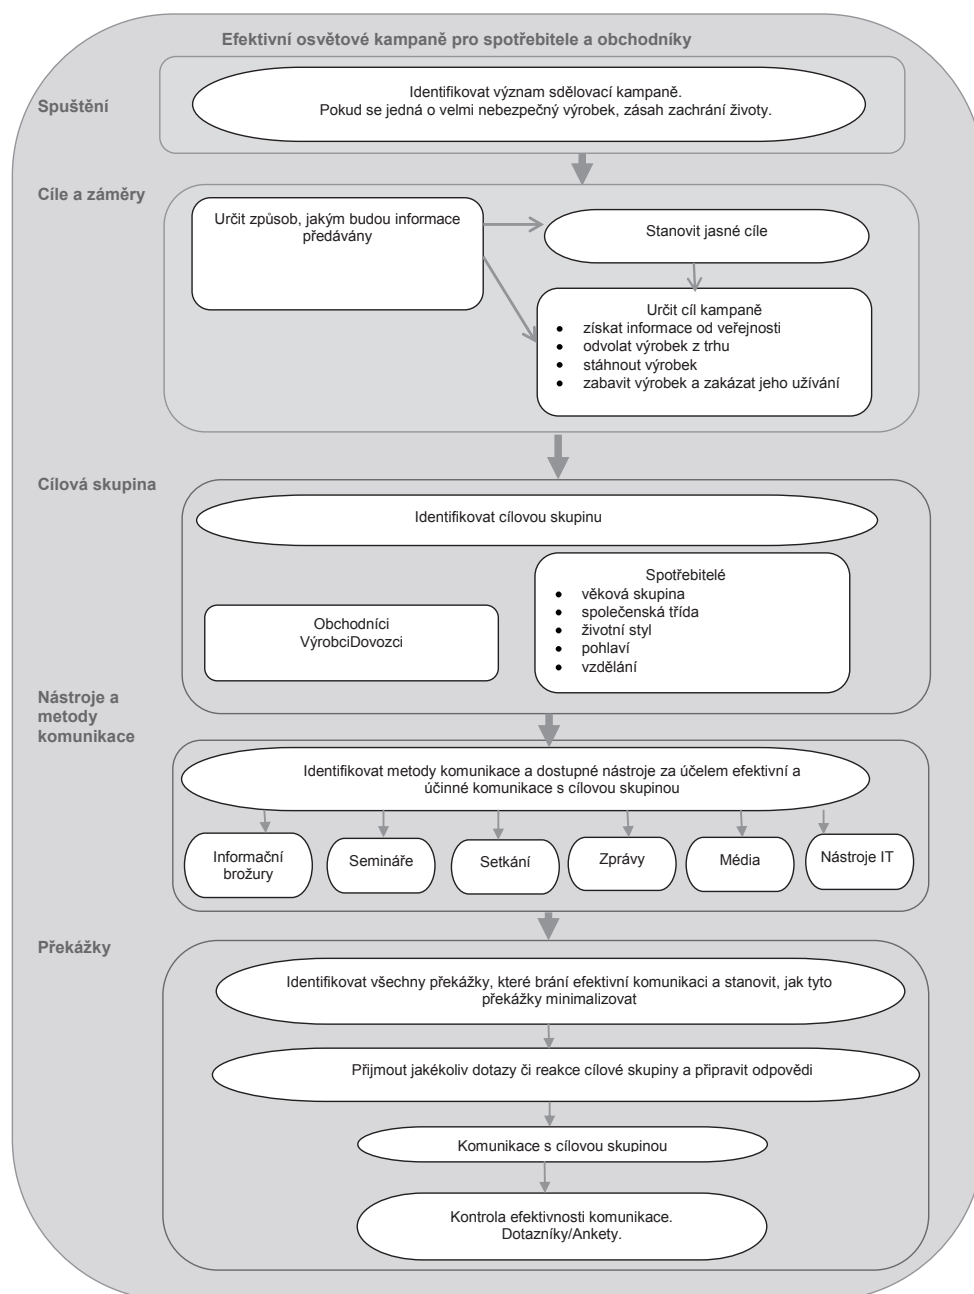 Efektivní osvětové kampaně pro spotřebitele a obchodníky
Spuštění
Identifikovat význam sdělovací kampaně.
Pokud se jedná o velmi nebezpečný výrobek, zásah zachrání životy.
Cíle a záměry
Určit způsob, jakým budou informace
předávány
Stanovit jasné cíle
Určit cíl kampaně
• získat informace od veřejnosti
• odvolat výrobek z trhu
• stáhnout výrobek
• zabavit výrobek a zakázat jeho užívání
Cílová skupina
Identifikovat cílovou skupinu
Obchodníci
VýrobciDovozci
Spotřebitelé
• věková skupina
• společenská třída
• životní styl
• pohlaví
• vzdělání
Nástroje a
metody
komunikace
Identifikovat metody komunikace a dostupné nástroje za účelem efektivní a
účinné komunikace s cílovou skupinou
Informační
brožury
Semináře
Setkání
Zprávy
Média
Nástroje IT
Překážky
Identifikovat všechny překážky, které brání efektivní komunikaci a stanovit, jak tyto
překážky minimalizovat
Přijmout jakékoliv dotazy či reakce cílové skupiny a připravit odpovědi
Komunikace s cílovou skupinou
Kontrola efektivnosti komunikace.
Dotazníky/Ankety.